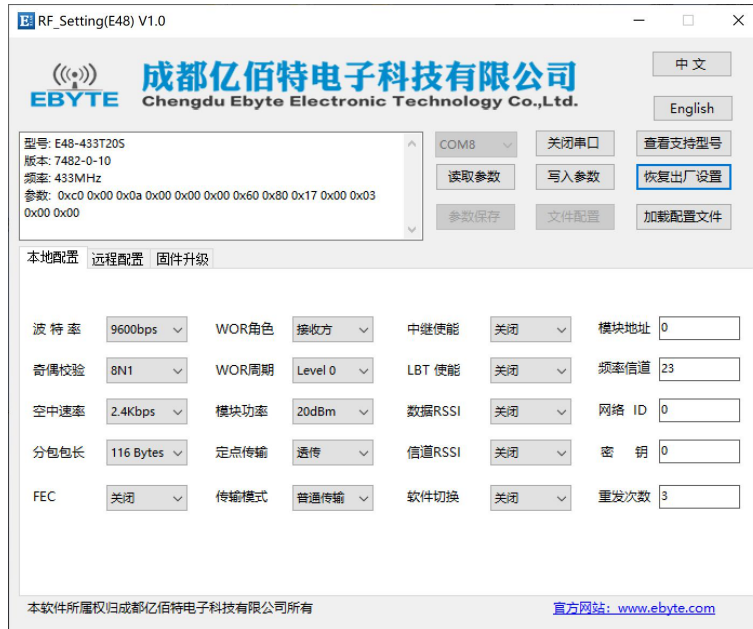 RF_Setting(E48) V1.0
EBYTE
成都亿佰特电子科技有限公司
Chengdu Ebyte Electronic Technology Co.,Ltd.
中 文
English
型号: E48-433T20S
版本: 7482-0-10
频率: 433MHz
参数: 0xc0 0x00 0x0a 0x00 0x00 0x00 0x60 0x80 0x17 0x00 0x03
0x00 0x00
COM8 关闭串口 查看支持型号
读取参数 写入参数 恢复出厂设置
参数保存 文件配置 加载配置文件
本地配置 远程配置 固件升级
波 特 率 9600bps WOR角色 接收方 中继使能 关闭 模块地址 0
奇偶校验 8N1 WOR周期 Level 0 LBT 使能 关闭 频率信道 23
空中速率 2.4Kbps 模块功率 20dBm 数据RSSI 关闭 网络 ID 0
分包包长 116 Bytes 定点传输 透传 信道RSSI 关闭 密 钥 0
FEC 关闭 传输模式 普通传输 软件切换 关闭 重发次数 3
本软件所属权归成都亿佰特电子科技有限公司所有 官方网站：www.ebyte.com